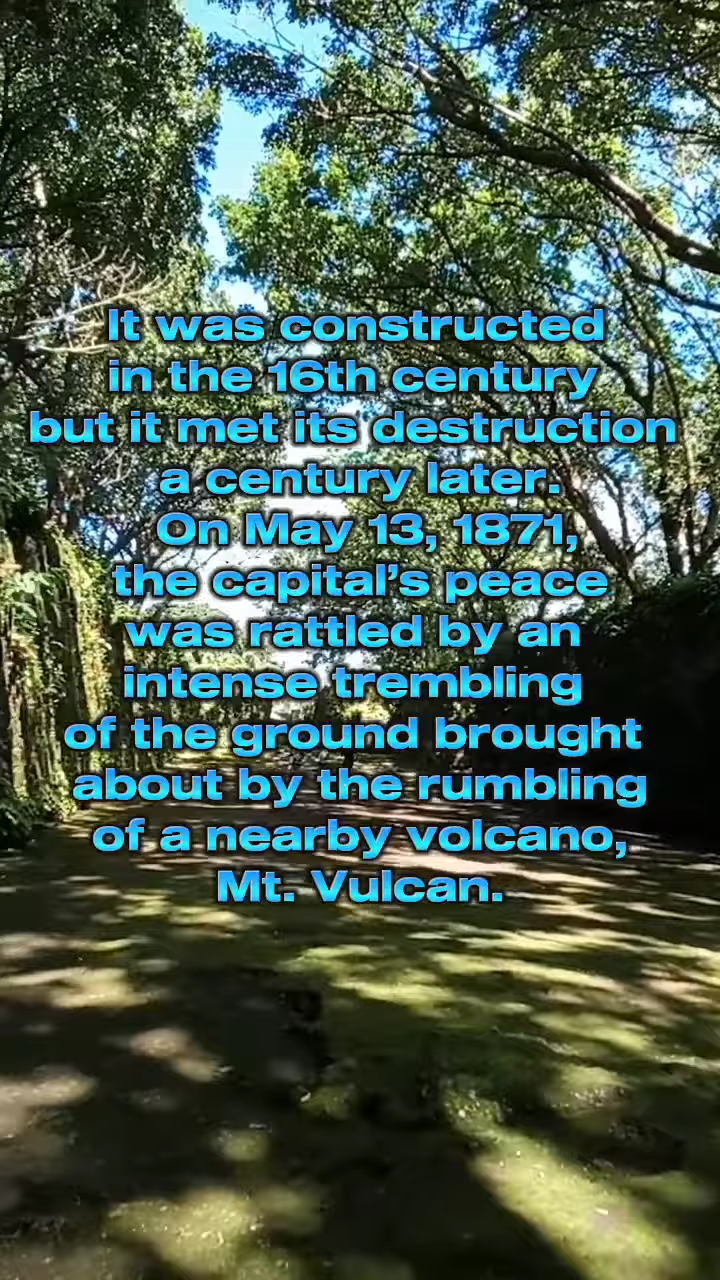 It was constructed
in the 16th century
but it met its destruction
a century later.
On May 13, 1871,
the capital’s peace
was rattled by an
intense trembling
of the ground brought
about by the rumbling
of a nearby volcano,
Mt. Vulcan.